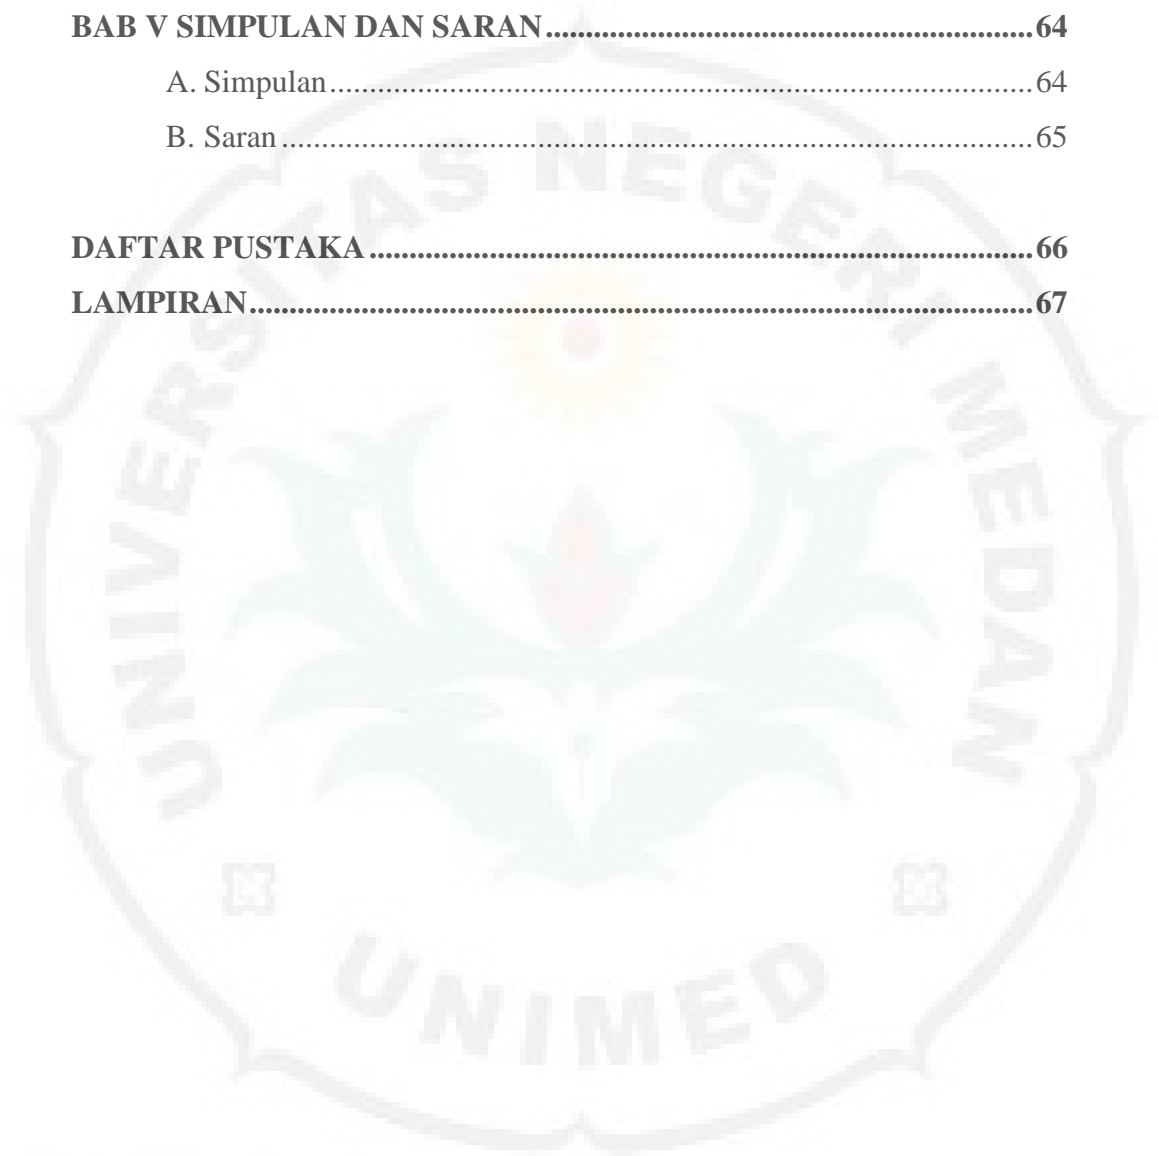 BAB V SIMPULAN DAN SARAN............................................................64
A. Simpulan........................................................................................64
B. Saran..............................................................................................65
DAFTAR PUSTAKA..................................................................................66
LAMPIRAN.................................................................................................67
UNIVERSITAS NEGERI MEDAN
UNIMED